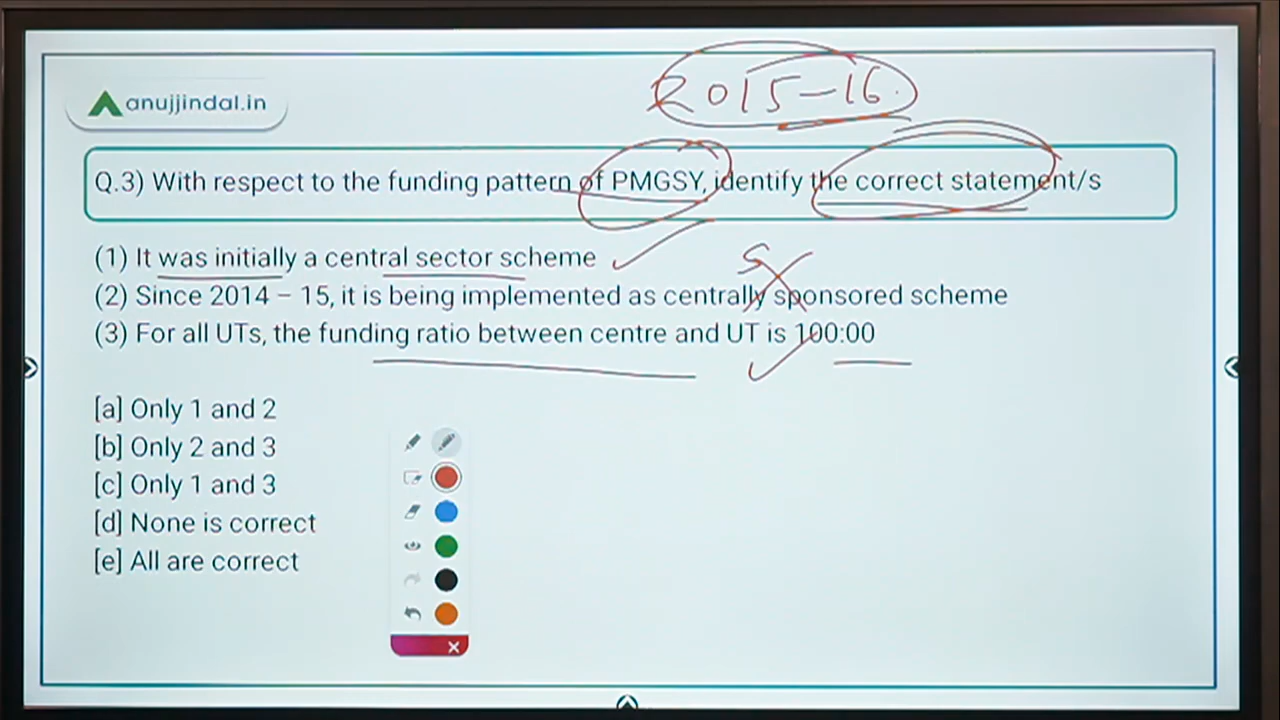 2015-16
anujjindal.in
Q.3) With respect to the funding pattern of PMGSY, identify the correct statement/s
(1) It was initially a central sector scheme
5
(2) Since 2014 – 15, it is being implemented as centrally sponsored scheme
(3) For all UTs, the funding ratio between centre and UT is 100:00
[a] Only 1 and 2
[b] Only 2 and 3
[c] Only 1 and 3
[d] None is correct
[e] All are correct